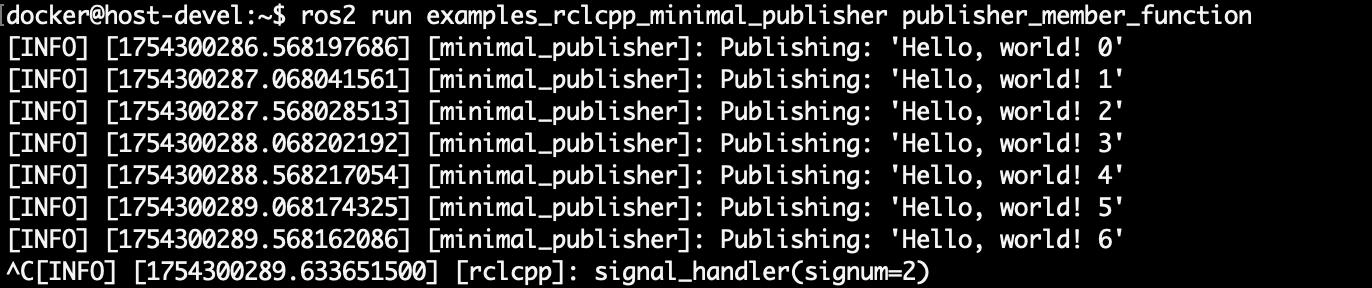 docker@host-devel:~$ ros2 run examples_rclcpp_minimal_publisher publisher_member_function
[INFO] [1754300286.568197686] [minimal_publisher]: Publishing: 'Hello, world! 0'
[INFO] [1754300287.068041561] [minimal_publisher]: Publishing: 'Hello, world! 1'
[INFO] [1754300287.568028513] [minimal_publisher]: Publishing: 'Hello, world! 2'
[INFO] [1754300288.068202192] [minimal_publisher]: Publishing: 'Hello, world! 3'
[INFO] [1754300288.568217054] [minimal_publisher]: Publishing: 'Hello, world! 4'
[INFO] [1754300289.068174325] [minimal_publisher]: Publishing: 'Hello, world! 5'
[INFO] [1754300289.568162086] [minimal_publisher]: Publishing: 'Hello, world! 6'
^C[INFO] [1754300289.633651500] [rclcpp]: signal_handler(signum=2)